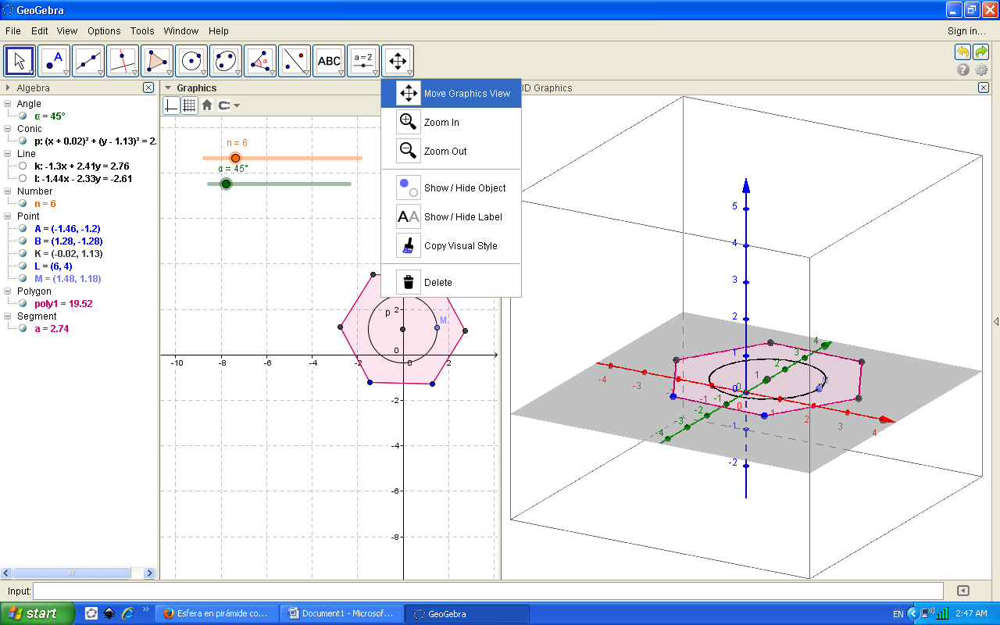 GeoGebra
File Edit View Options Tools Window Help Sign in...
A α ABC a = 2
Algebra
Angle
α = 45°
Conic
p: (x + 0.02)² + (y - 1.13)² = 2.
Line
k: -1.3x + 2.41y = 2.76
l: -1.44x - 2.33y = -2.61
Number
n = 6
Point
A = (-1.46, -1.2)
B = (1.28, -1.28)
K = (-0.02, 1.13)
L = (6, 4)
M = (1.48, 1.18)
Polygon
poly1 = 19.52
Segment
a = 2.74
Graphics
n = 6
α = 45°
p
M
2
0
-10 -8 -6 -4 -2 0 2
-2
-4
-6
-8
Move Graphics View
Zoom In
Zoom Out
Show / Hide Object
AA Show / Hide Label
Copy Visual Style
Delete
3D Graphics
5
4
3
2
1
0
-1
-2
-4 -3 -2 -1 0 1 2 3 4
-4 -3 -2 -1 0 1 2 3 4
Input:
start
Esfera en pirámide co...
Document1 - Microsof...
GeoGebra
EN
2:47 AM